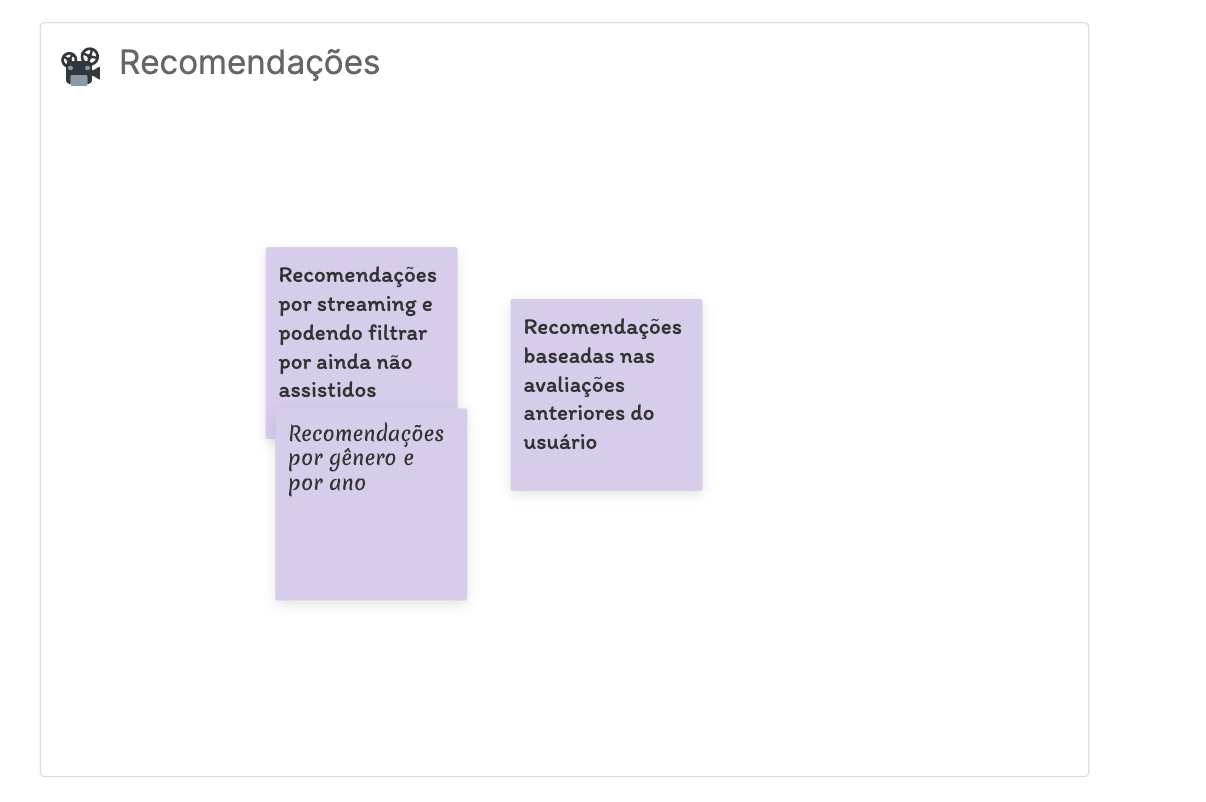 Recomendações
Recomendações
por streaming e
podendo filtrar
por ainda não
assistidos
Recomendações
por gênero e
por ano
Recomendações
baseadas nas
avaliações
anteriores do
usuário